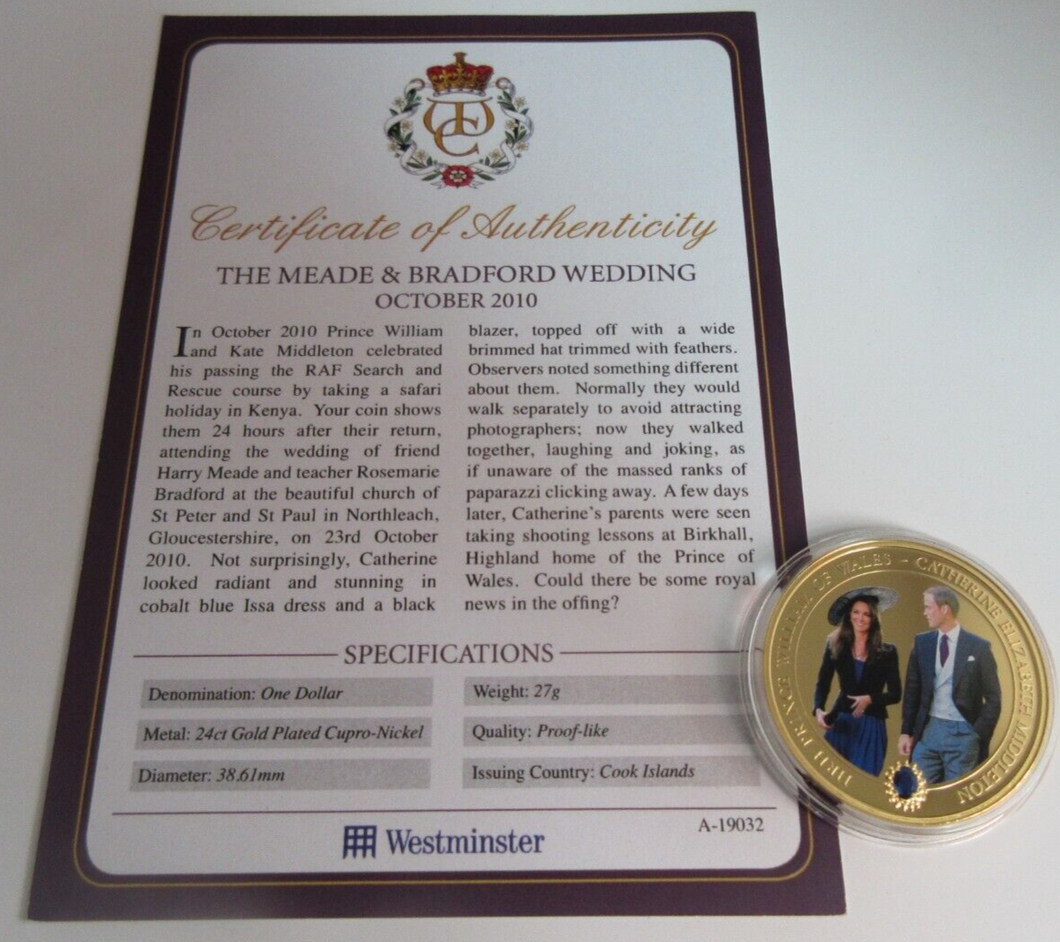 Certificate of Authenticity
THE MEADE & BRADFORD WEDDING
OCTOBER 2010
In October 2010 Prince William
and Kate Middleton celebrated
his passing the RAF Search and
Rescue course by taking a safari
holiday in Kenya. Your coin shows
them 24 hours after their return,
attending the wedding of friend
Harry Meade and teacher Rosemarie
Bradford at the beautiful church of
St Peter and St Paul in Northleach,
Gloucestershire, on 23rd October
2010. Not surprisingly, Catherine
looked radiant and stunning in
cobalt blue Issa dress and a black
blazer, topped off with a wide
brimmed hat trimmed with feathers.
Observers noted something different
about them. Normally they would
walk separately to avoid attracting
photographers; now they walked
together, laughing and joking, as
if unaware of the massed ranks of
paparazzi clicking away. A few days
later, Catherine's parents were seen
taking shooting lessons at Birkhall,
Highland home of the Prince of
Wales. Could there be some royal
news in the offing?
SPECIFICATIONS
Denomination: One Dollar
Metal: 24ct Gold Plated Cupro-Nickel
Diameter: 38.61mm
Weight: 27g
Quality: Proof-like
Issuing Country: Cook Islands
Westminster
A-19032
HRH PRINCE WILLIAM OF WALES - CATHERINE ELIZABETH MIDDLETON